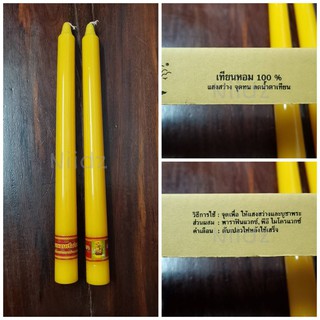 เทียนหอม 100 %
แสงสว่าง จุดทน ลดน้ำตาเทียน
วิธีการใช้ : จุดเพื่อ ให้แสงสว่างและบูชาพระ
ส่วนผสม : พาราฟินแวกซ์, พีอี ไมโครแวกซ์
คำเตือน : ดับเปลวไฟหลังใช้เสร็จ
Niidz